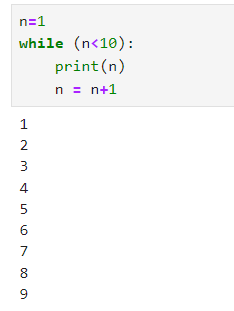 n=1
while (n<10):
    print(n)
    n = n+1
1
2
3
4
5
6
7
8
9